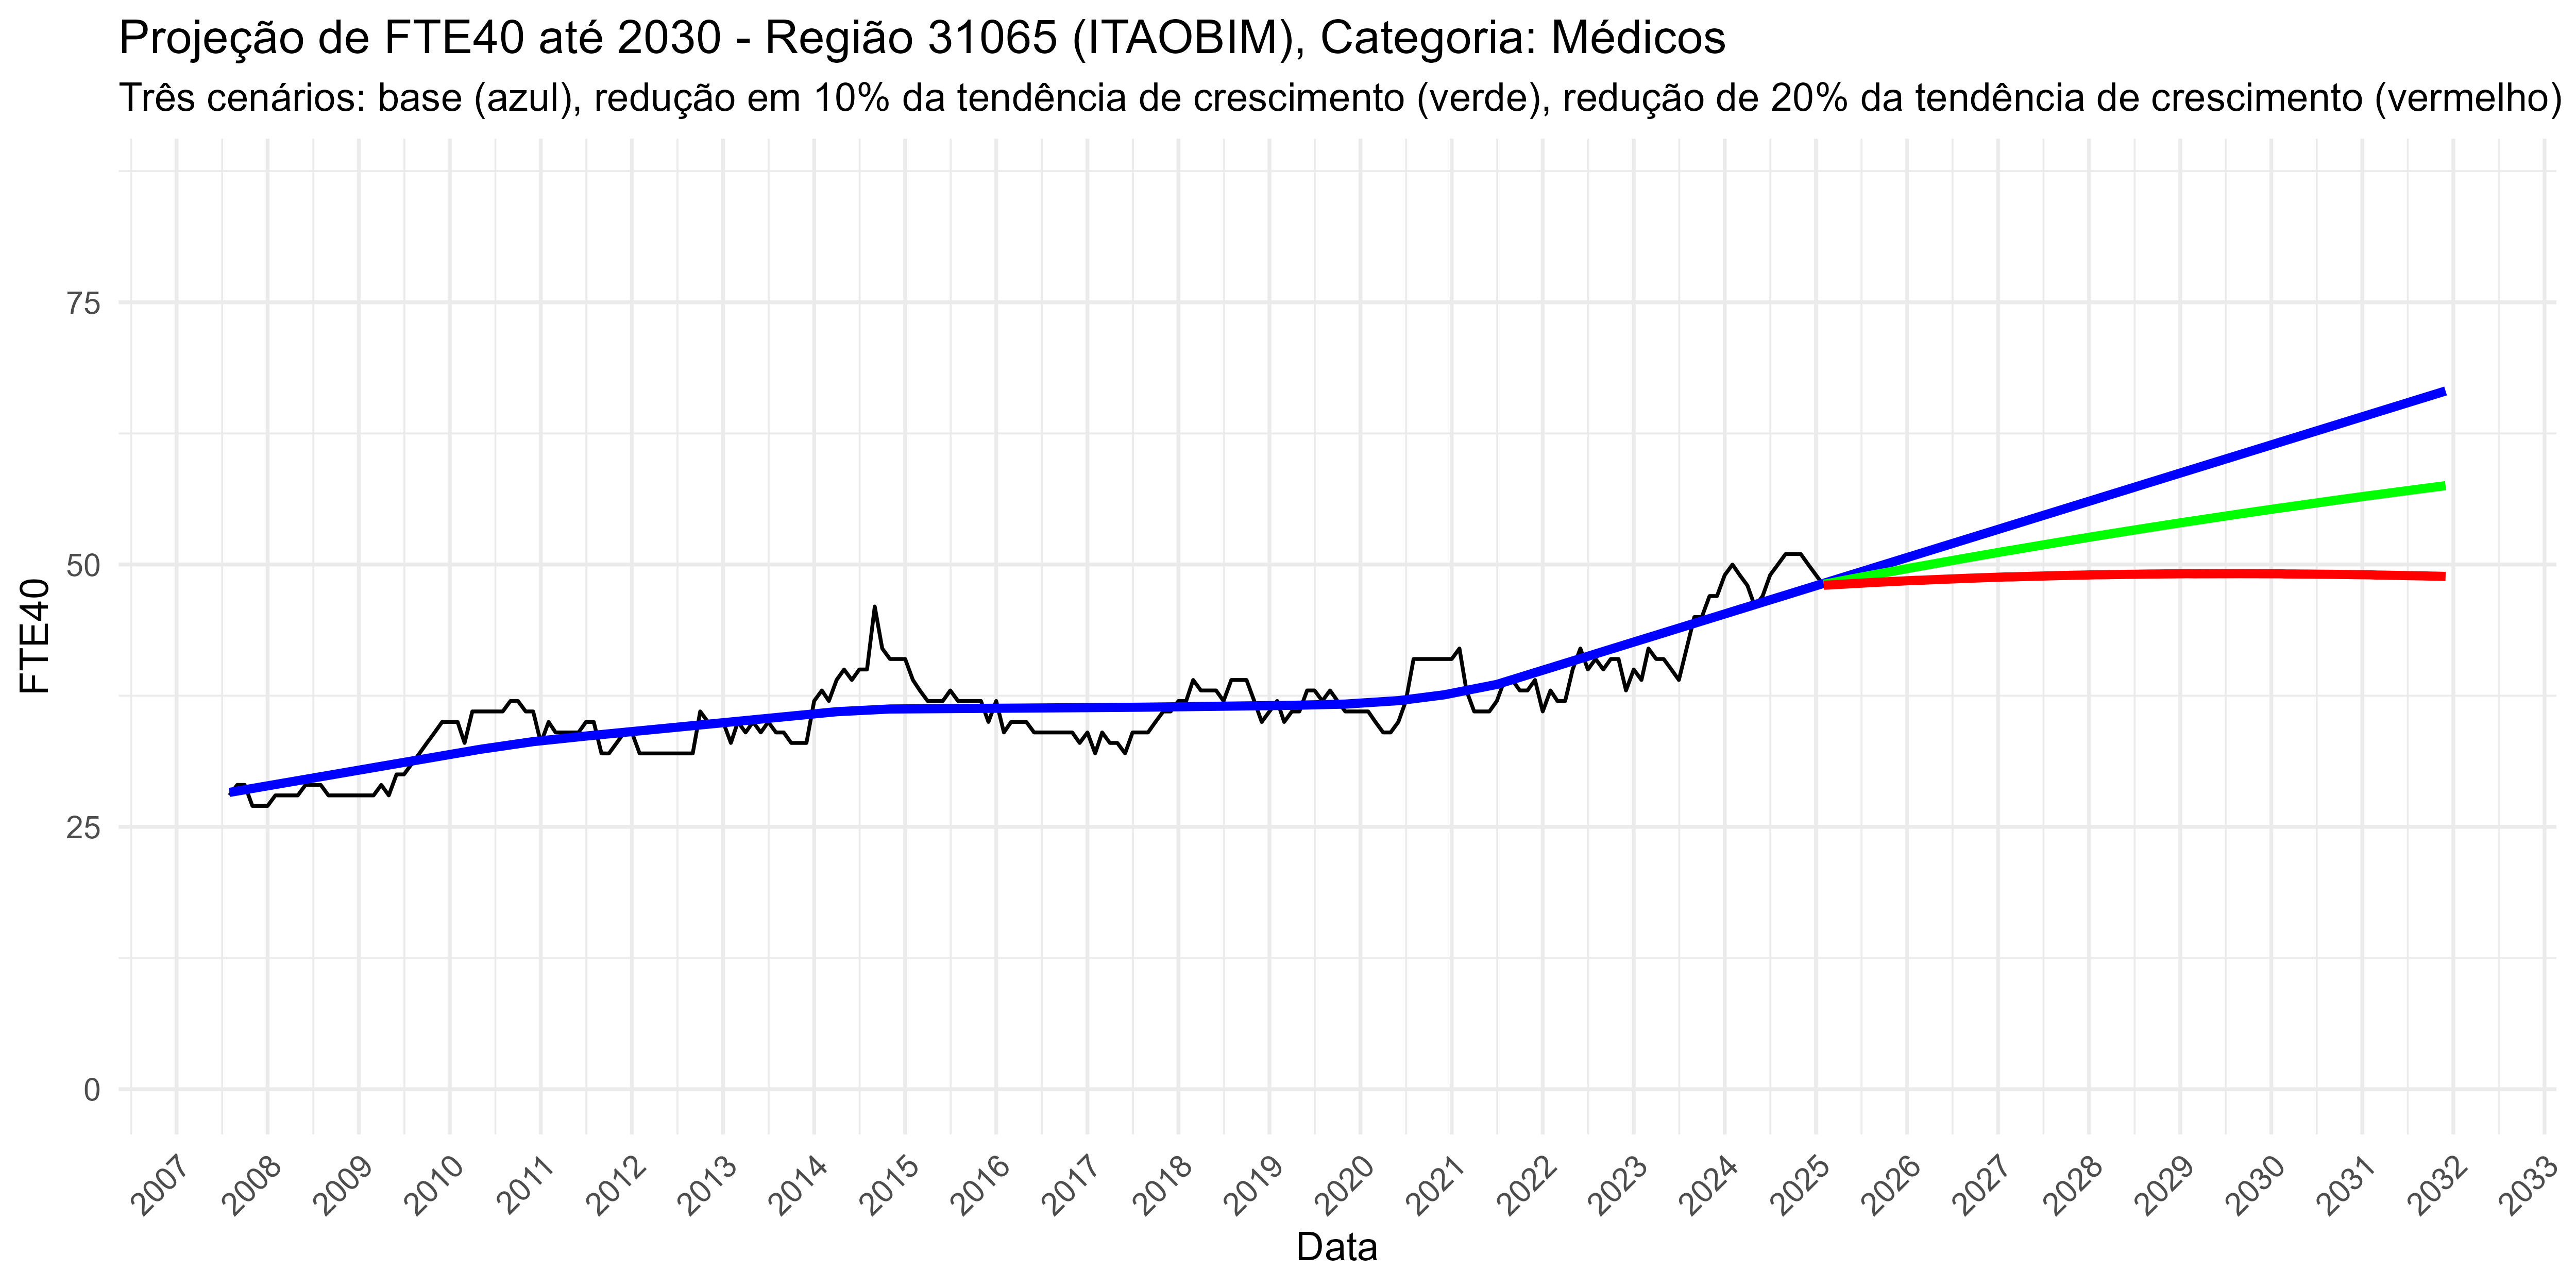 Projeção de FTE40 até 2030 - Região 31065 (ITAOBIM), Categoria: Médicos
Três cenários: base (azul), redução em 10% da tendência de crescimento (verde), redução de 20% da tendência de crescimento (vermelho)
FTE40
75
50
25
0
2007 2008 2009 2010 2011 2012 2013 2014 2015 2016 2017 2018 2019 2020 2021 2022 2023 2024 2025 2026 2027 2028 2029 2030 2031 2032 2033
Data